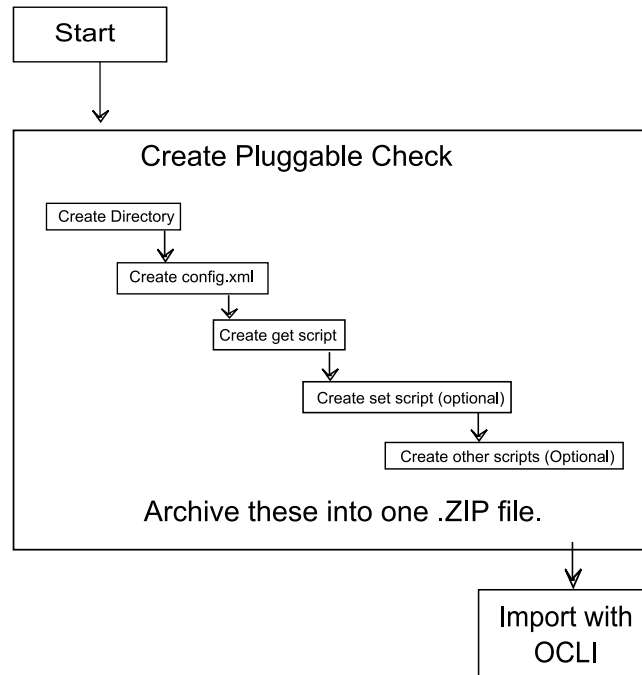 Start
Create Pluggable Check
Create Directory
Create config.xml
Create get script
Create set script (optional)
Create other scripts (Optional)
Archive these into one .ZIP file.
Import with
OCLI